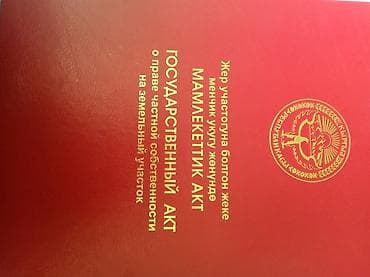 Жер участогуна болгон жеке
менчик укугу жөнүндө
МАМЛЕКЕТТИК АКТ
ГОСУДАРСТВЕННЫЙ АКТ
о праве частной собственности
на земельный участок